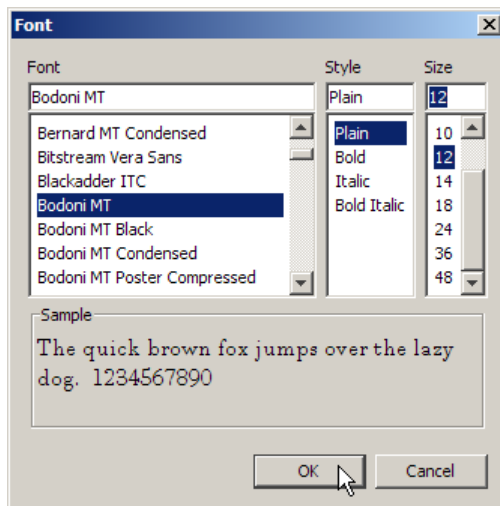 Font
Font Style Size
Bodoni MT Plain 12
Bernard MT Condensed
Bitstream Vera Sans
Blackadder ITC
Bodoni MT
Bodoni MT Black
Bodoni MT Condensed
Bodoni MT Poster Compressed
Plain
Bold
Italic
Bold Italic
10
12
14
18
24
36
48
Sample
The quick brown fox jumps over the lazy
dog. 1234567890
OK Cancel